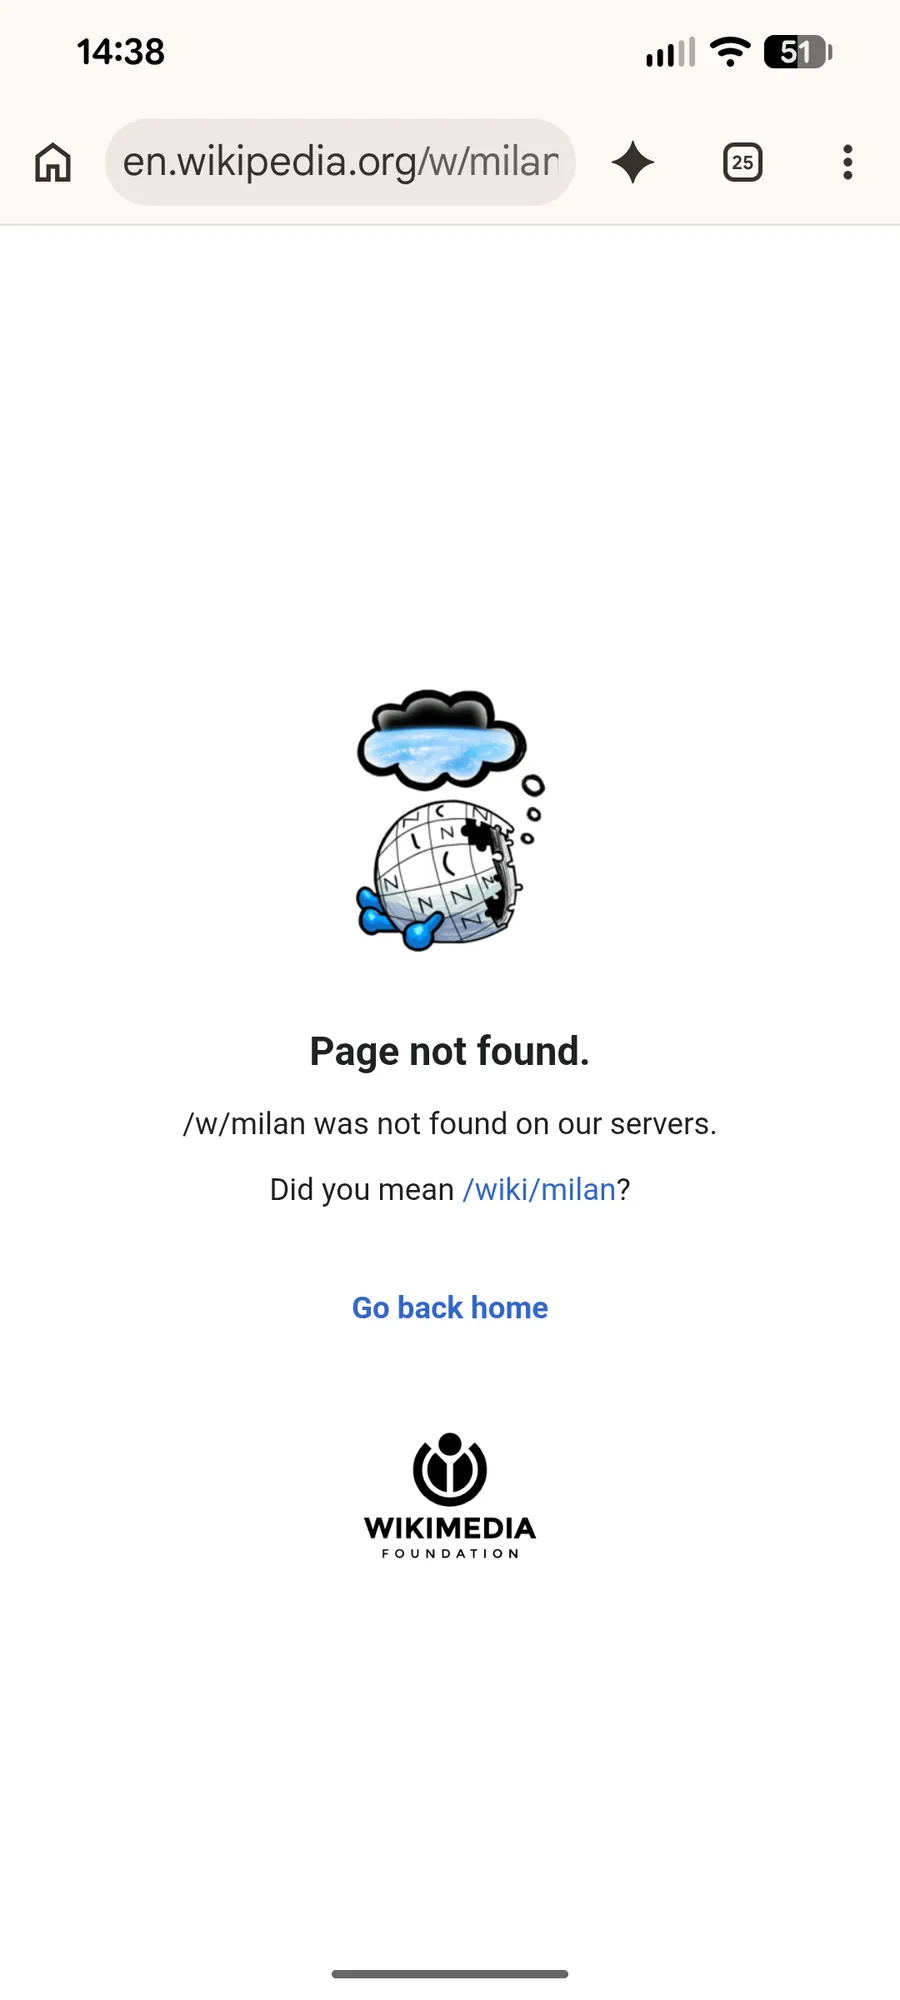 14:38
51
en.wikipedia.org/w/milan
25
Page not found.
/w/milan was not found on our servers.
Did you mean /wiki/milan?
Go back home
WIKIMEDIA
FOUNDATION